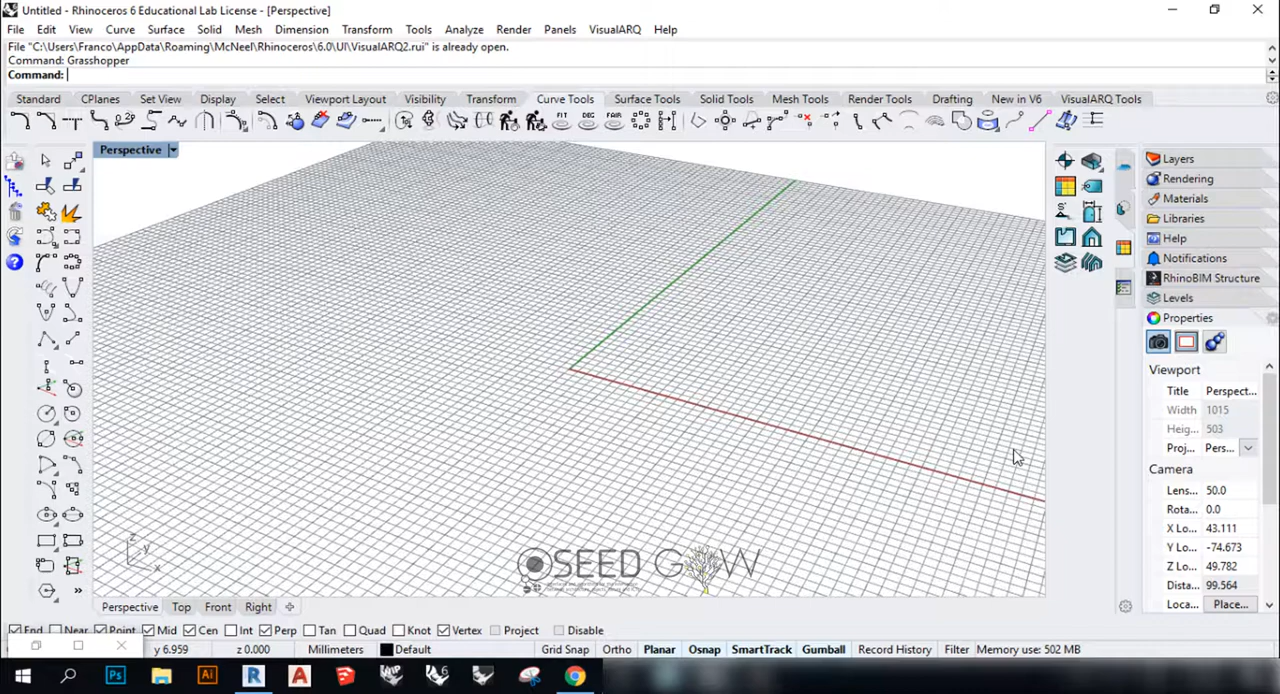 Untitled - Rhinoceros 6 Educational Lab License - [Perspective]
File Edit View Curve Surface Solid Mesh Dimension Transform Tools Analyze Render Panels VisualARQ Help
File "C:\Users\Franco\AppData\Roaming\McNeel\Rhinoceros\6.0\UI\VisualARQ2.rui" is already open.
Command: Grasshopper
Command:
Standard CPlanes Set View Display Select Viewport Layout Visibility Transform Curve Tools Surface Tools Solid Tools Mesh Tools Render Tools Drafting New in V6 VisualARQ Tools
FIT DEG FAIR
Perspective
Layers
Rendering
Materials
Libraries
Help
Notifications
RhinoBIM Structure
Levels
Properties
Viewport
Title Perspect...
Width 1015
Heig... 503
Proj... Pers...
Camera
Lens... 50.0
Rota... 0.0
X Lo... 43.111
Y Lo... -74.673
Z Lo... 49.782
Dista... 99.564
Loca... Place...
z
y
x
SEED G
W
Perspective Top Front Right
End Near Point Mid Cen Int Perp Tan Quad Knot Vertex Project Disable
y 6.959 z 0.000 Millimeters Default Grid Snap Ortho Planar Osnap SmartTrack Gumball Record History Filter Memory use: 502 MB
Ps Ai R A 6